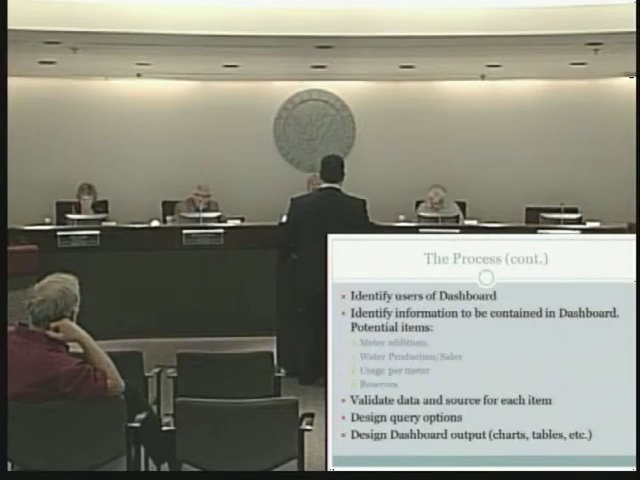 The Process (cont.)
Identify users of Dashboard
Identify information to be contained in Dashboard.
Potential items:
Meter additions
Water Production/Sales
Usage per meter
Reserves
Validate data and source for each item
Design query options
Design Dashboard output (charts, tables, etc.)